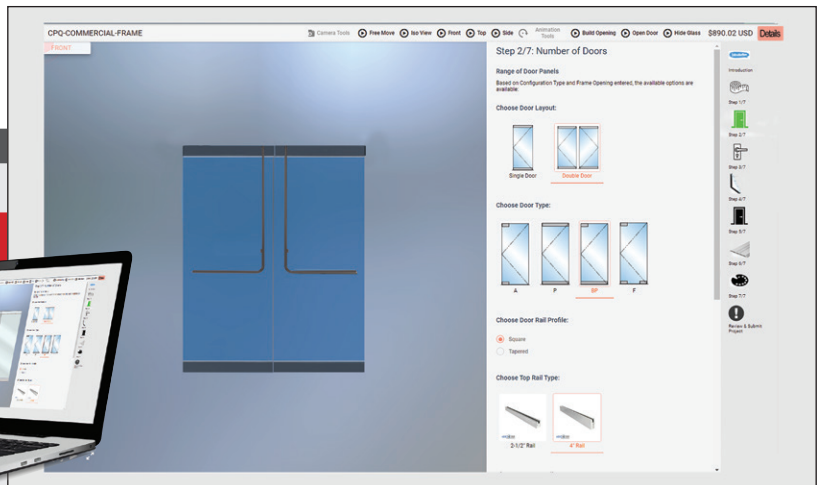 CPQ-COMMERCIAL-FRAME
Camera Tools Free Move Iso View Front Top Side Animation Tools Build Opening Open Door Hide Glass $890.02 USD Details
FRONT
Step 2/7: Number of Doors
Range of Door Panels
Based on Configuration Type and Frame Opening entered, the available options are
available:
Choose Door Layout:
Single Door Double Door
Choose Door Type:
A P BP F
Choose Door Rail Profile:
Square
Tapered
Choose Top Rail Type:
2-1/2" Rail 4" Rail
Introduction
Step 1/7
Step 2/7
Step 3/7
Step 4/7
Step 5/7
Step 6/7
Step 7/7
Review & Submit
Project